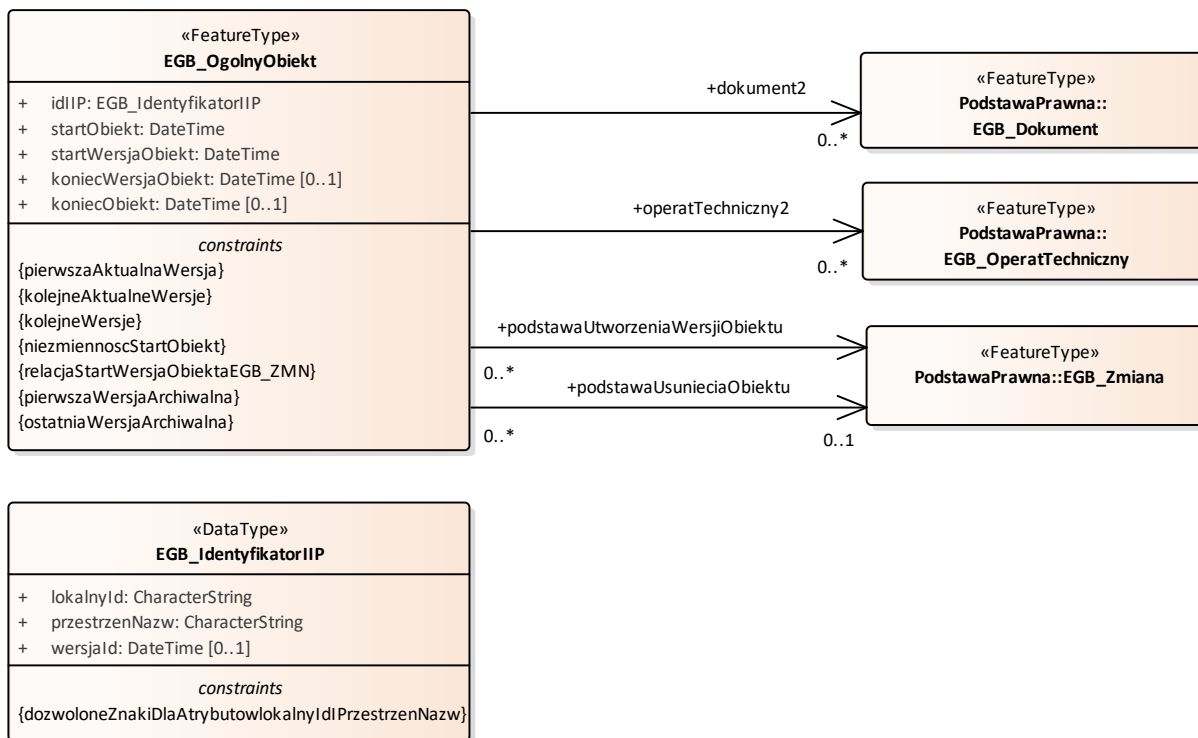 «FeatureType»
EGB_OgolnyObiekt
+ idIIP: EGB_IdentyfikatorIIP
+ startObiekt: DateTime
+ startWersjaObiekt: DateTime
+ koniecWersjaObiekt: DateTime [0..1]
+ koniecObiekt: DateTime [0..1]
constraints
{pierwszaAktualnaWersja}
{kolejneAktualneWersje}
{kolejneWersje}
{niezmiennoscStartObiekt}
{relacjaStartWersjaObiektaEGB_ZMN}
{pierwszaWersjaArchiwalna}
{ostatniaWersjaArchiwalna}
+dokument2
0..*
«FeatureType»
PodstawaPrawna::
EGB_Dokument
+operatTechniczny2
0..*
«FeatureType»
PodstawaPrawna::
EGB_OperatTechniczny
+podstawaUtworzeniaWersjiObiektu
0..*
+podstawaUsunieciaObiektu
0..*
0..1
«FeatureType»
PodstawaPrawna::EGB_Zmiana
«DataType»
EGB_IdentyfikatorIIP
+ lokalnyId: CharacterString
+ przestrzenNazw: CharacterString
+ wersjaId: DateTime [0..1]
constraints
{dozwoloneZnakiDlaAtrybutowlokalnyIdIPrzestrzenNazw}